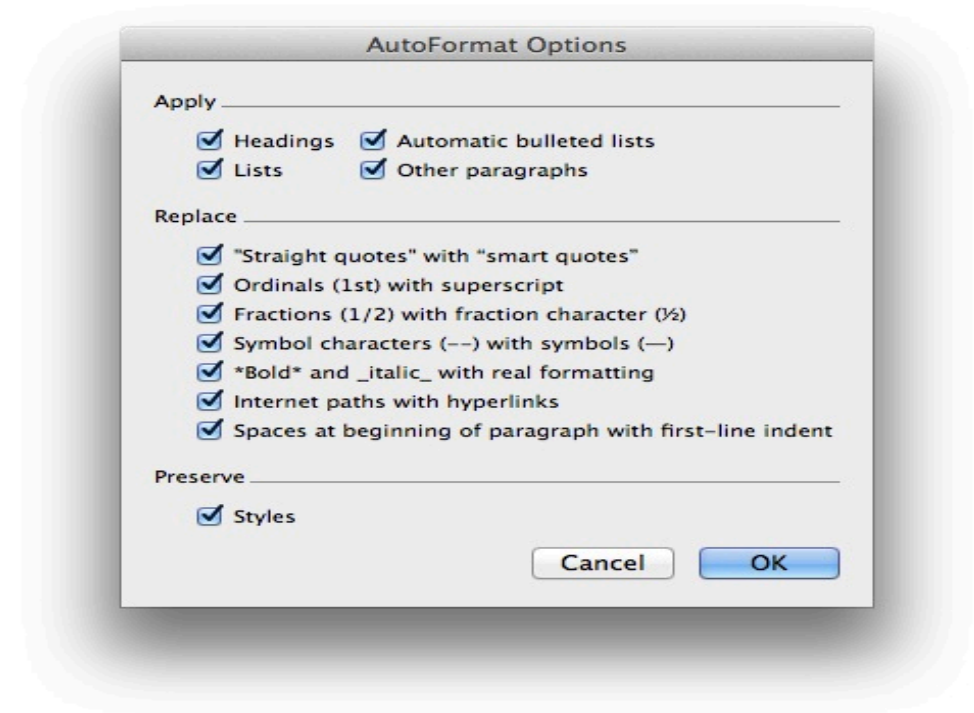 AutoFormat Options
Apply
Headings Automatic bulleted lists
Lists Other paragraphs
Replace
"Straight quotes" with “smart quotes”
Ordinals (1st) with superscript
Fractions (1/2) with fraction character (½)
Symbol characters (--) with symbols (—)
*Bold* and _italic_ with real formatting
Internet paths with hyperlinks
Spaces at beginning of paragraph with first-line indent
Preserve
Styles
Cancel OK